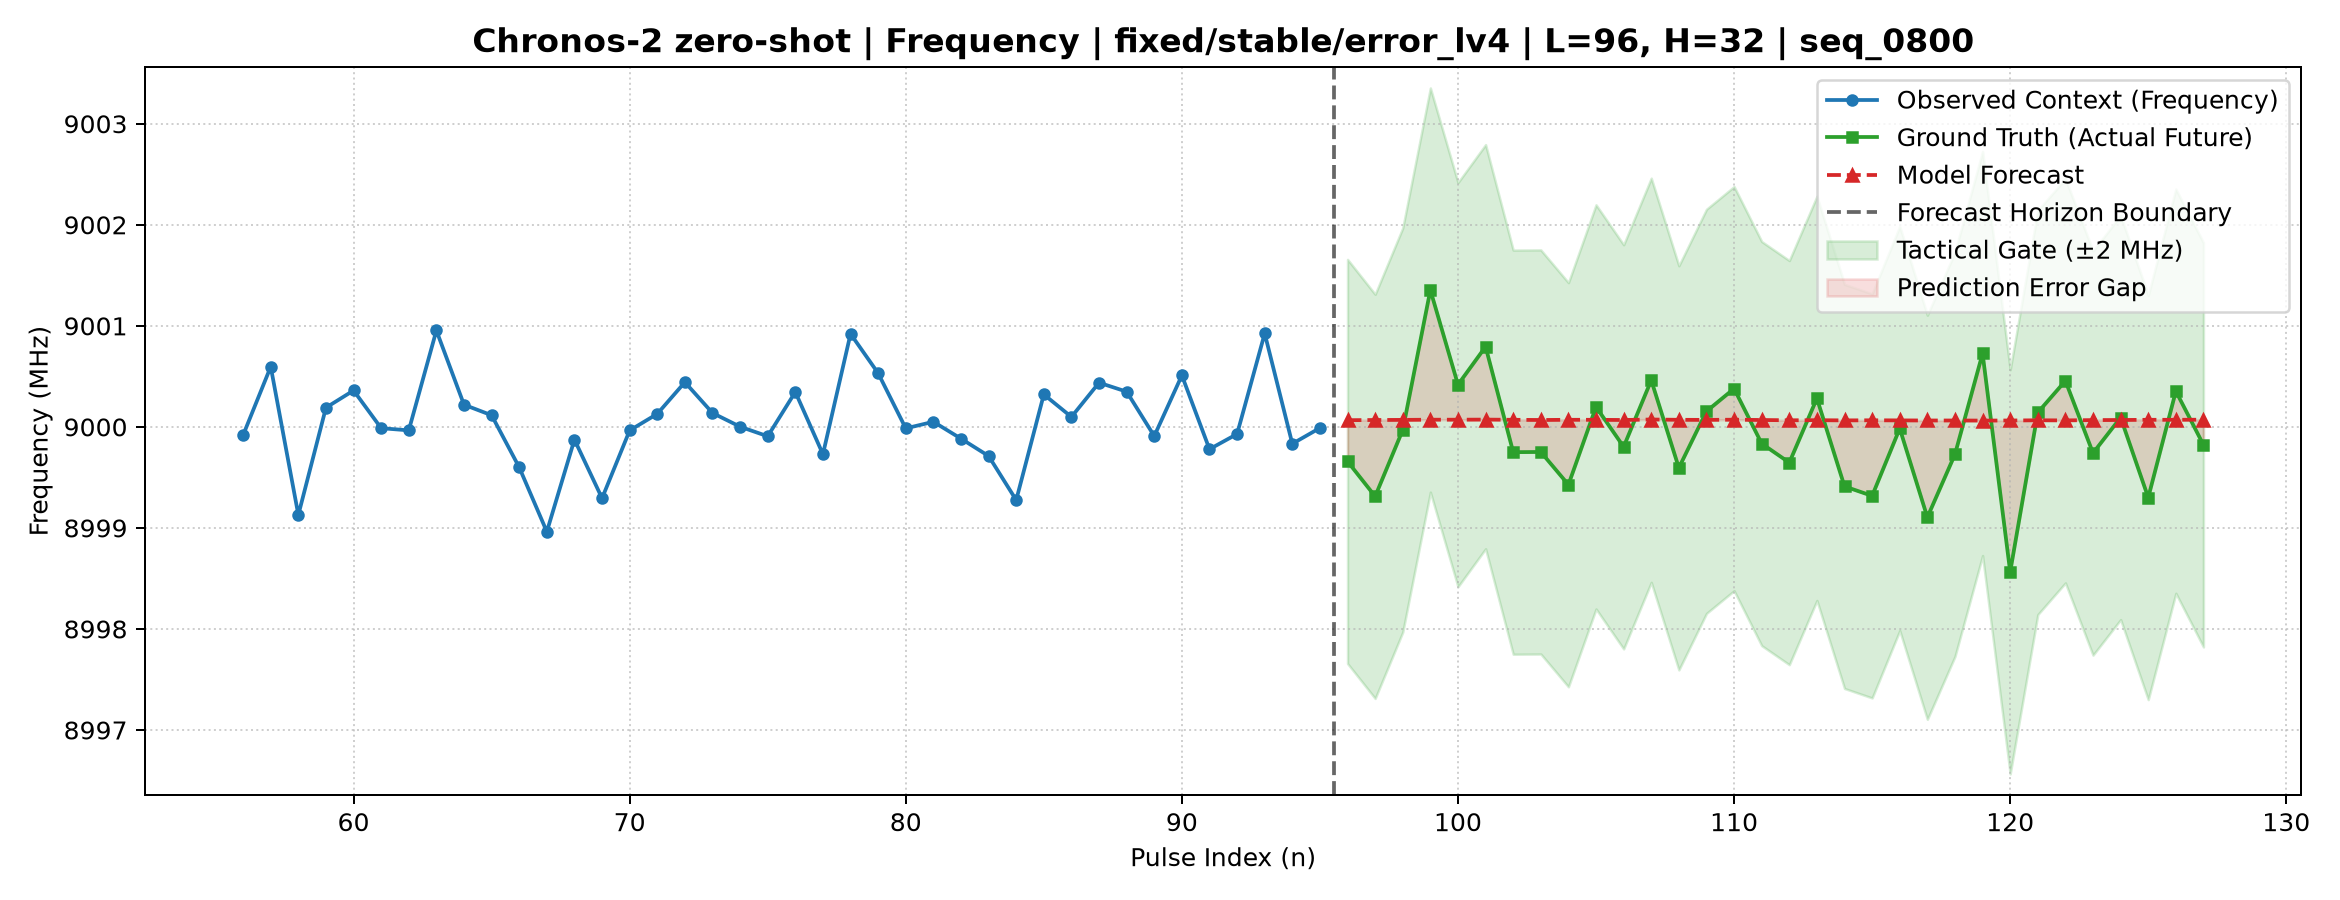 Chronos-2 zero-shot | Frequency | fixed/stable/error_lv4 | L=96, H=32 | seq_0800
Observed Context (Frequency)
Ground Truth (Actual Future)
Model Forecast
Forecast Horizon Boundary
Tactical Gate (±2 MHz)
Prediction Error Gap
Frequency (MHz)
9003
9002
9001
9000
8999
8998
8997
60 70 80 90 100 110 120 130
Pulse Index (n)